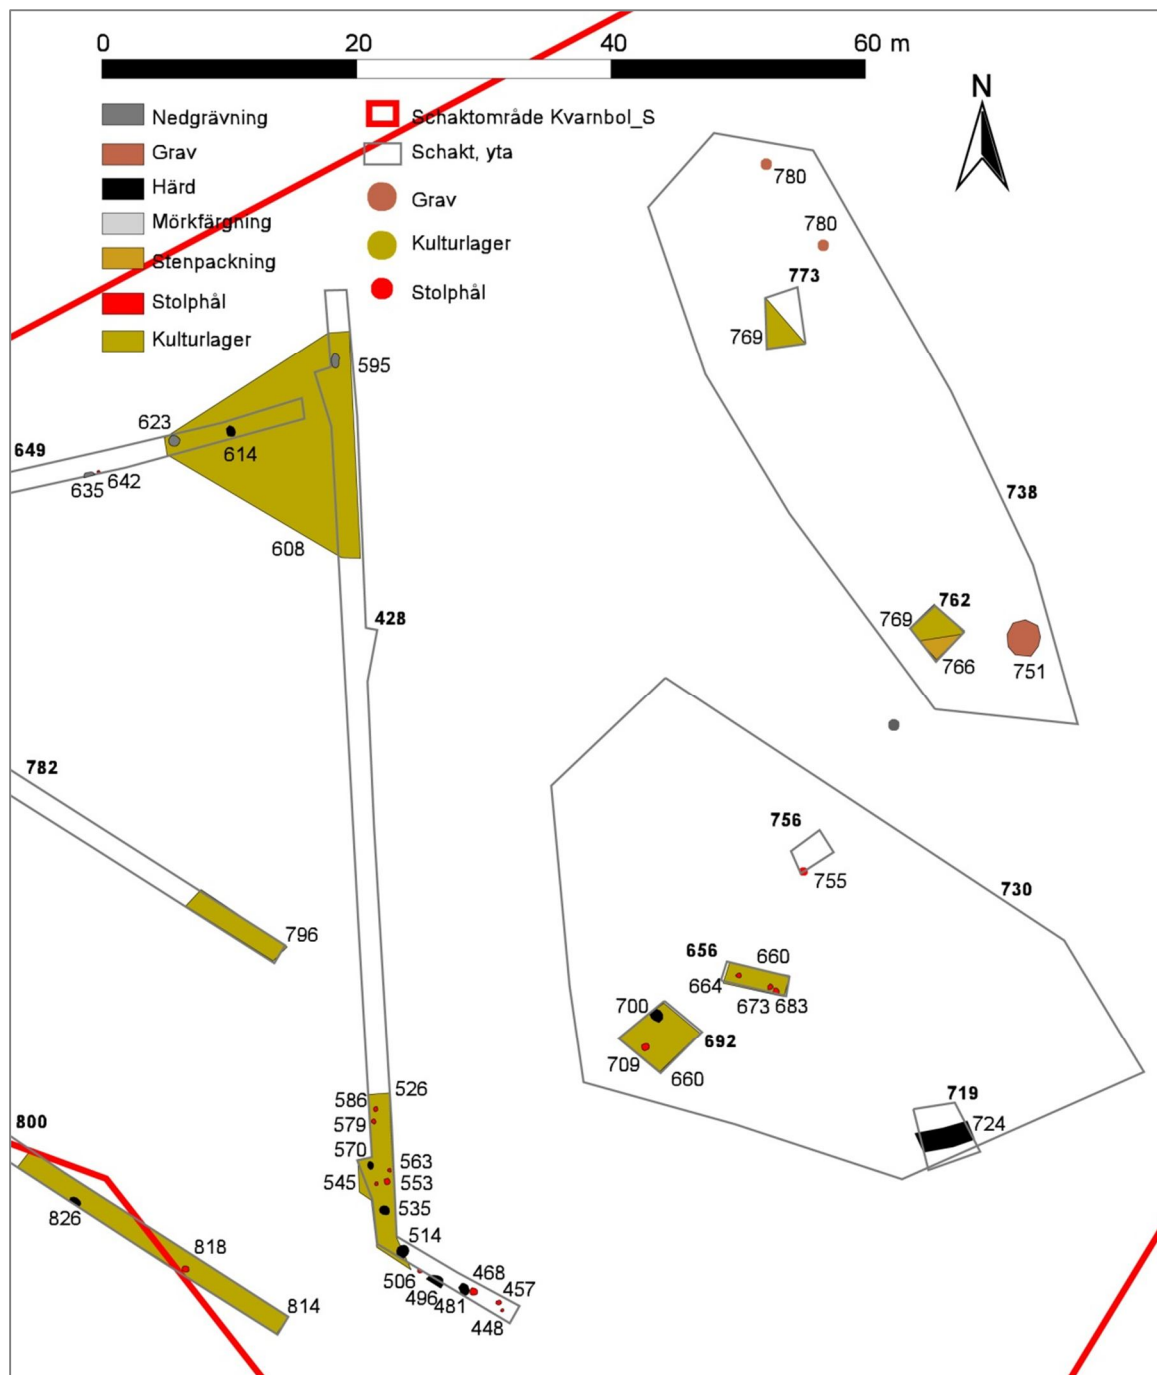 0 20 40 60 m
N
Nedgrävning
Grav
Härd
Mörkfärgning
Stenpackning
Stolphål
Kulturlager
Schaktområde Kvarnbol_S
Schakt, yta
Grav
Kulturlager
Stolphål
780
780
773
769
595
623
614
649
635 642
738
608
762
769
766
751
428
782
756
755
730
796
656 660
664 673 683
700
692
709
660
719
724
586 526
579
800
570 563
545 553
535
826
514
818
468
506 457
496
481
448
814